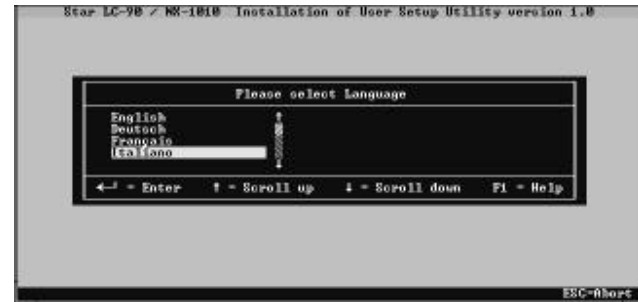 Star LC-90 / NX-1010 Installation of User Setup Utility version 1.0
Please select Language
English
Deutsch
Français
Italiano
←┘ = Enter ↑ = Scroll up ↓ = Scroll down F1 = Help
ESC=Abort